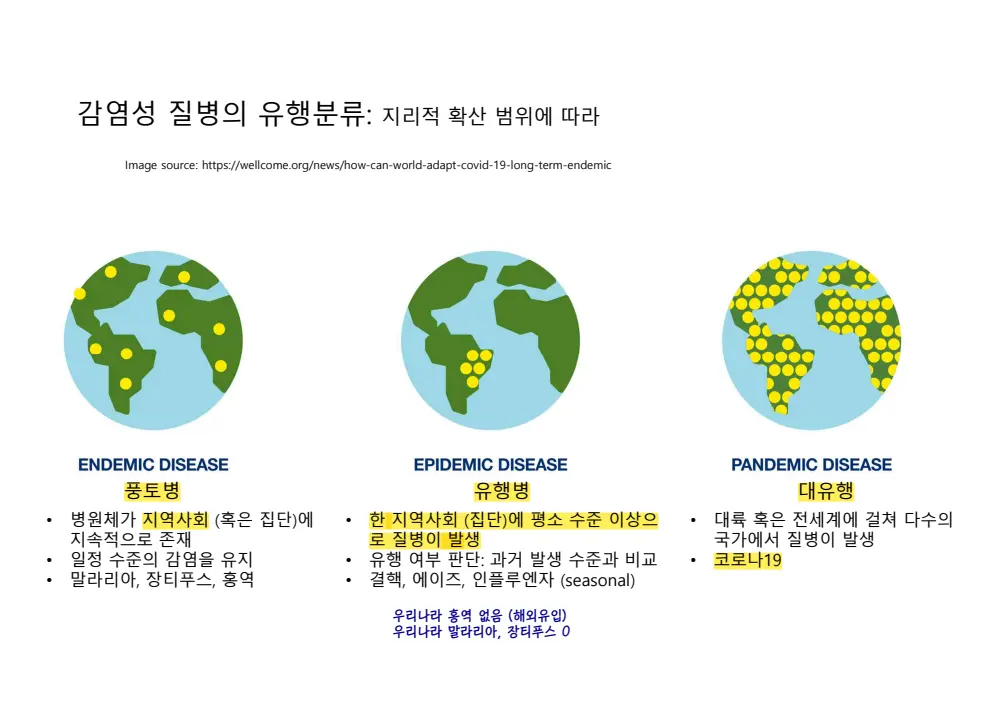 감염성 질병의 유행분류: 지리적 확산 범위에 따라
Image source: https://wellcome.org/news/how-can-world-adapt-covid-19-long-term-endemic
ENDEMIC DISEASE
풍토병
• 병원체가 지역사회 (혹은 집단)에
지속적으로 존재
• 일정 수준의 감염을 유지
• 말라리아, 장티푸스, 홍역
EPIDEMIC DISEASE
유행병
• 한 지역사회 (집단)에 평소 수준 이상으
로 질병이 발생
• 유행 여부 판단: 과거 발생 수준과 비교
• 결핵, 에이즈, 인플루엔자 (seasonal)
우리나라 홍역 없음 (해외유입)
우리나라 말라리아, 장티푸스 O
PANDEMIC DISEASE
대유행
• 대륙 혹은 전세계에 걸쳐 다수의
국가에서 질병이 발생
• 코로나19